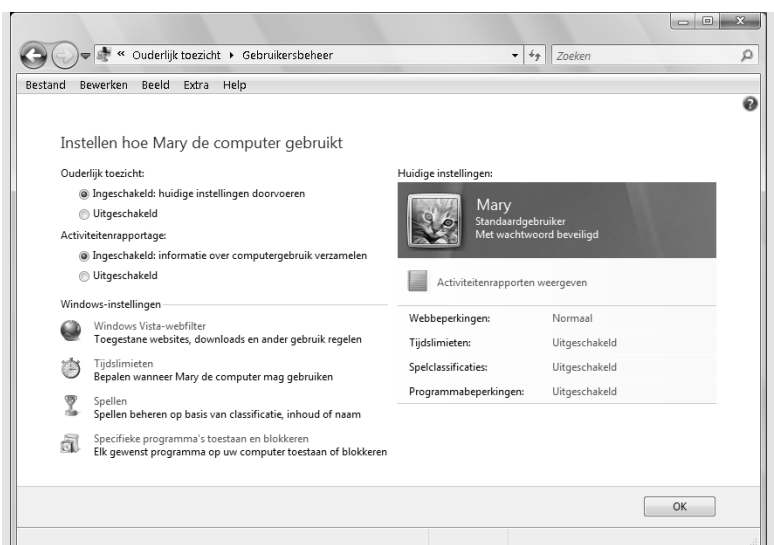 « Ouderlijk toezicht ▸ Gebruikersbeheer
Zoeken
Bestand Bewerken Beeld Extra Help
Instellen hoe Mary de computer gebruikt
Ouderlijk toezicht:
Ingeschakeld: huidige instellingen doorvoeren
Uitgeschakeld
Activiteitenrapportage:
Ingeschakeld: informatie over computergebruik verzamelen
Uitgeschakeld
Windows-instellingen
Windows Vista-webfilter
Toegestane websites, downloads en ander gebruik regelen
Tijdslimieten
Bepalen wanneer Mary de computer mag gebruiken
Spellen
Spellen beheren op basis van classificatie, inhoud of naam
Specifieke programma's toestaan en blokkeren
Elk gewenst programma op uw computer toestaan of blokkeren
Huidige instellingen:
Mary
Standaardgebruiker
Met wachtwoord beveiligd
Activiteitenrapporten weergeven
Webbeperkingen: Normaal
Tijdslimieten: Uitgeschakeld
Spelclassificaties: Uitgeschakeld
Programmabeperkingen: Uitgeschakeld
OK